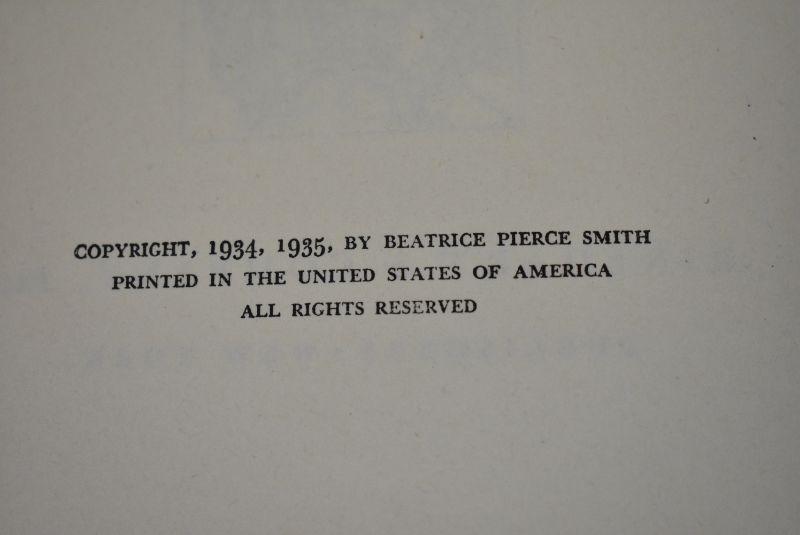 COPYRIGHT, 1934, 1935, BY BEATRICE PIERCE SMITH
PRINTED IN THE UNITED STATES OF AMERICA
ALL RIGHTS RESERVED